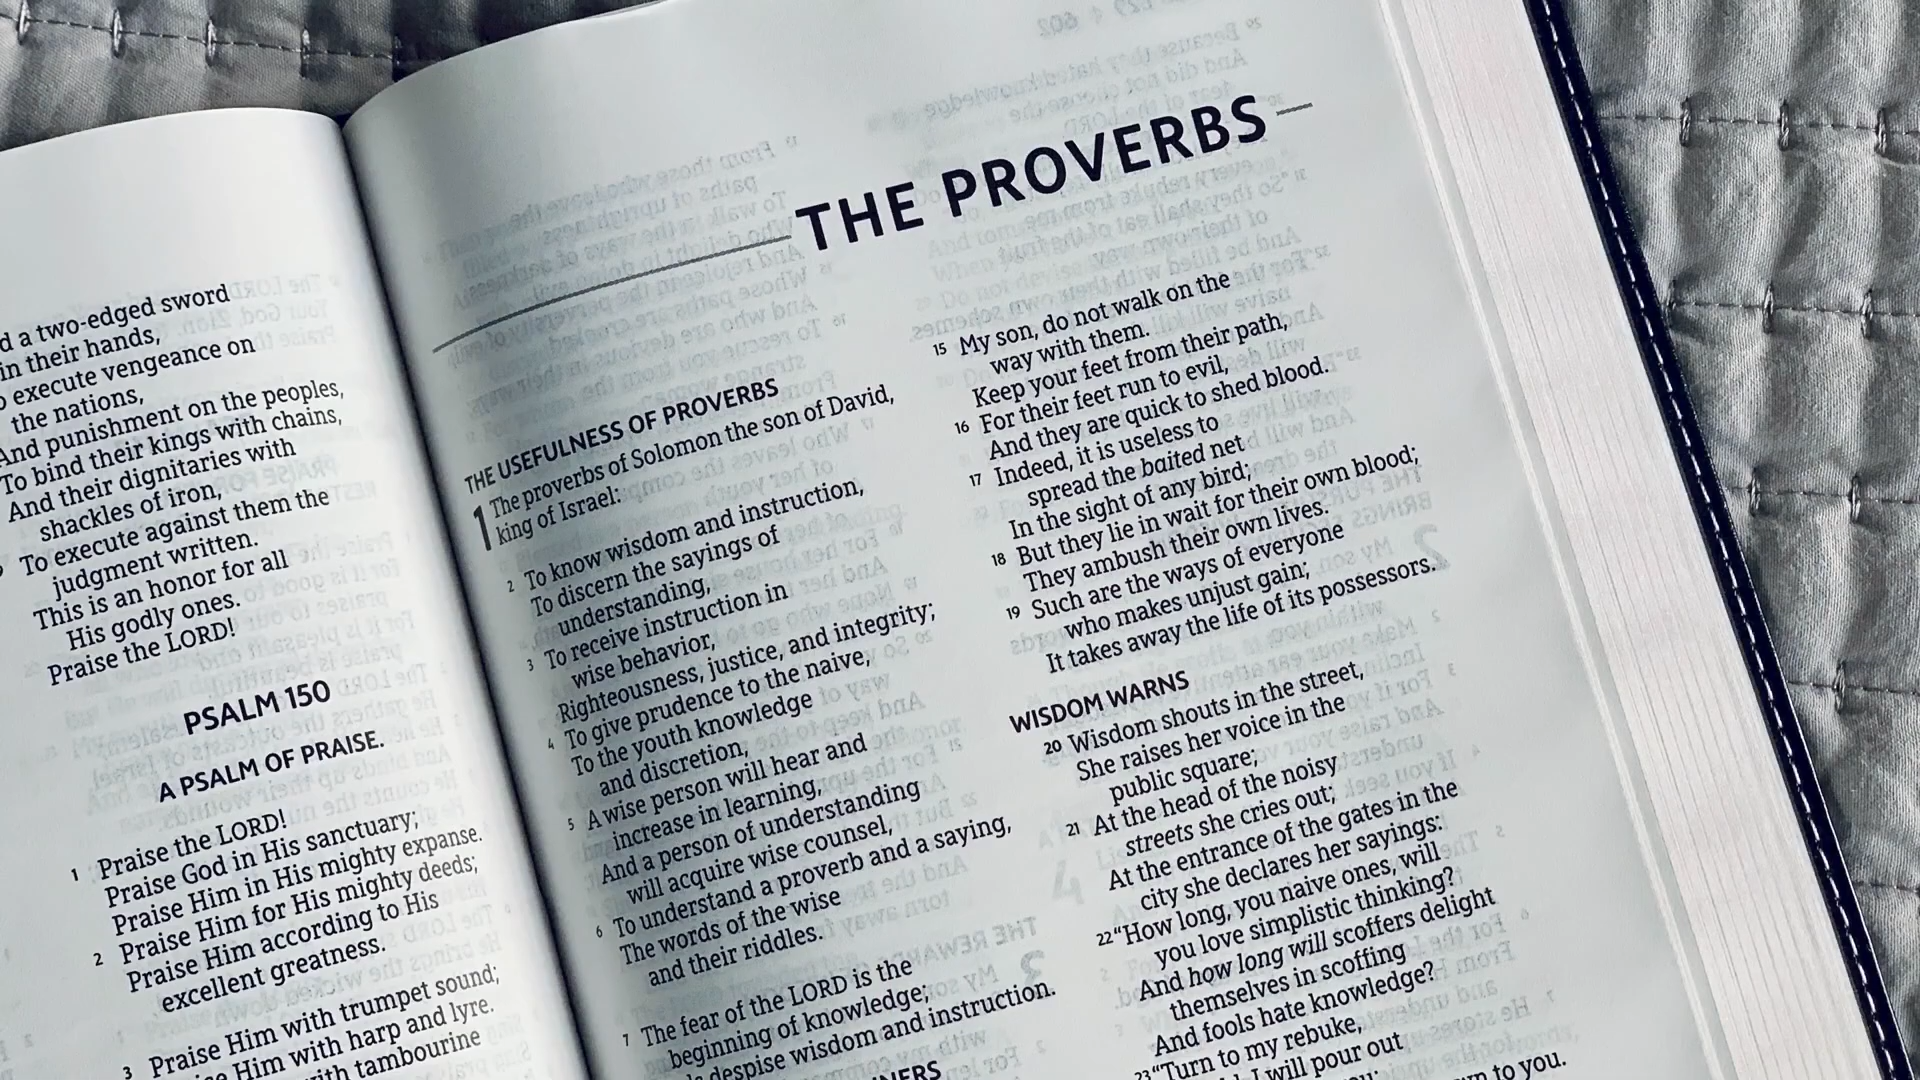 d a two-edged sword
in their hands,
execute vengeance on
the nations,
And punishment on the peoples,
To bind their kings with chains,
And their dignitaries with
shackles of iron,
To execute against them the
judgment written.
This is an honor for all
His godly ones.
Praise the LORD!
PSALM 150
A PSALM OF PRAISE.
1 Praise the LORD!
Praise God in His sanctuary;
Praise Him in His mighty expanse.
2 Praise Him for His mighty deeds;
Praise Him according to His
excellent greatness.
3 Praise Him with trumpet sound;
Him with harp and lyre.
with tambourine
THE PROVERBS
THE USEFULNESS OF PROVERBS
1 The proverbs of Solomon the son of David,
king of Israel:
2 To know wisdom and instruction,
To discern the sayings of
understanding,
3 To receive instruction in
wise behavior,
Righteousness, justice, and integrity;
4 To give prudence to the naive,
To the youth knowledge
and discretion,
5 A wise person will hear and
increase in learning,
And a person of understanding
will acquire wise counsel,
6 To understand a proverb and a saying,
The words of the wise
and their riddles.
7 The fear of the LORD is the
beginning of knowledge;
despise wisdom and instruction.
15 My son, do not walk on the
way with them.
Keep your feet from their path,
16 For their feet run to evil,
And they are quick to shed blood.
17 Indeed, it is useless to
spread the baited net
In the sight of any bird;
18 But they lie in wait for their own blood;
They ambush their own lives.
19 Such are the ways of everyone
who makes unjust gain;
It takes away the life of its possessors.
WISDOM WARNS
20 Wisdom shouts in the street,
She raises her voice in the
public square;
21 At the head of the noisy
streets she cries out;
At the entrance of the gates in the
city she declares her sayings:
22 “How long, you naive ones, will
you love simplistic thinking?
And how long will scoffers delight
themselves in scoffing
And fools hate knowledge?
23 “Turn to my rebuke,
I will pour out
to you.